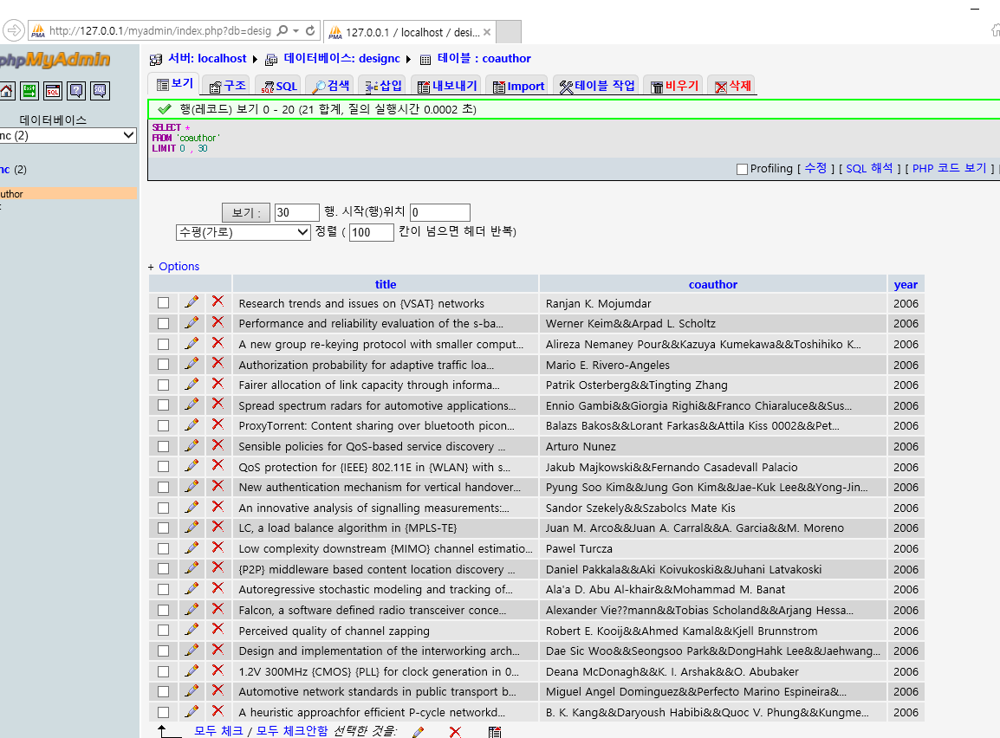 http://127.0.0.1/myadmin/index.php?db=desig
127.0.0.1 / localhost / desi...
phpMyAdmin
데이터베이스
nc (2)
nc (2)
uthor
서버: localhost 데이터베이스: designc 테이블 : coauthor
보기 구조 SQL 검색 삽입 내보내기 Import 테이블 작업 비우기 삭제
행(레코드) 보기 0 - 20 (21 합계, 질의 실행시간 0.0002 초)
SELECT *
FROM `coauthor`
LIMIT 0 , 30
Profiling [ 수정 ] [ SQL 해석 ] [ PHP 코드 보기 ]
보기 : 30 행. 시작(행)위치 0
수평(가로) 정렬 ( 100 칸이 넘으면 헤더 반복)
+ Options
title coauthor year
Research trends and issues on {VSAT} networks Ranjan K. Mojumdar 2006
Performance and reliability evaluation of the s-ba... Werner Keim&&Arpad L. Scholtz 2006
A new group re-keying protocol with smaller comput... Alireza Nemaney Pour&&Kazuya Kumekawa&&Toshihiko K... 2006
Authorization probability for adaptive traffic loa... Mario E. Rivero-Angeles 2006
Fairer allocation of link capacity through informa... Patrik Osterberg&&Tingting Zhang 2006
Spread spectrum radars for automotive applications... Ennio Gambi&&Giorgia Righi&&Franco Chiaraluce&&Sus... 2006
ProxyTorrent: Content sharing over bluetooth picon... Balazs Bakos&&Lorant Farkas&&Attila Kiss 0002&&Pet... 2006
Sensible policies for QoS-based service discovery ... Arturo Nunez 2006
QoS protection for {IEEE} 802.11E in {WLAN} with s... Jakub Majkowski&&Fernando Casadevall Palacio 2006
New authentication mechanism for vertical handover... Pyung Soo Kim&&Jung Gon Kim&&Jae-Kuk Lee&&Yong-Jin... 2006
An innovative analysis of signalling measurements:... Sandor Szekely&&Szabolcs Mate Kis 2006
LC, a load balance algorithm in {MPLS-TE} Juan M. Arco&&Juan A. Carral&&A. Garcia&&M. Moreno 2006
Low complexity downstream {MIMO} channel estimatio... Pawel Turcza 2006
{P2P} middleware based content location discovery ... Daniel Pakkala&&Aki Koivukoski&&Juhani Latvakoski 2006
Autoregressive stochastic modeling and tracking of... Ala'a D. Abu Al-khair&&Mohammad M. Banat 2006
Falcon, a software defined radio transceiver conce... Alexander Vie??mann&&Tobias Scholand&&Arjang Hessa... 2006
Perceived quality of channel zapping Robert E. Kooij&&Ahmed Kamal&&Kjell Brunnstrom 2006
Design and implementation of the interworking arch... Dae Sic Woo&&Seongsoo Park&&DongHahk Lee&&Jaehwang... 2006
1.2V 300MHz {CMOS} {PLL} for clock generation in 0... Deana McDonagh&&K. I. Arshak&&O. Abubaker 2006
Automotive network standards in public transport b... Miguel Angel Dominguez&&Perfecto Marino Espineira&... 2006
A heuristic approachfor efficient P-cycle networkd... B. K. Kang&&Daryoush Habibi&&Quoc V. Phung&&Kungme... 2006
모두 체크 / 모두 체크안함 선택한 것을: